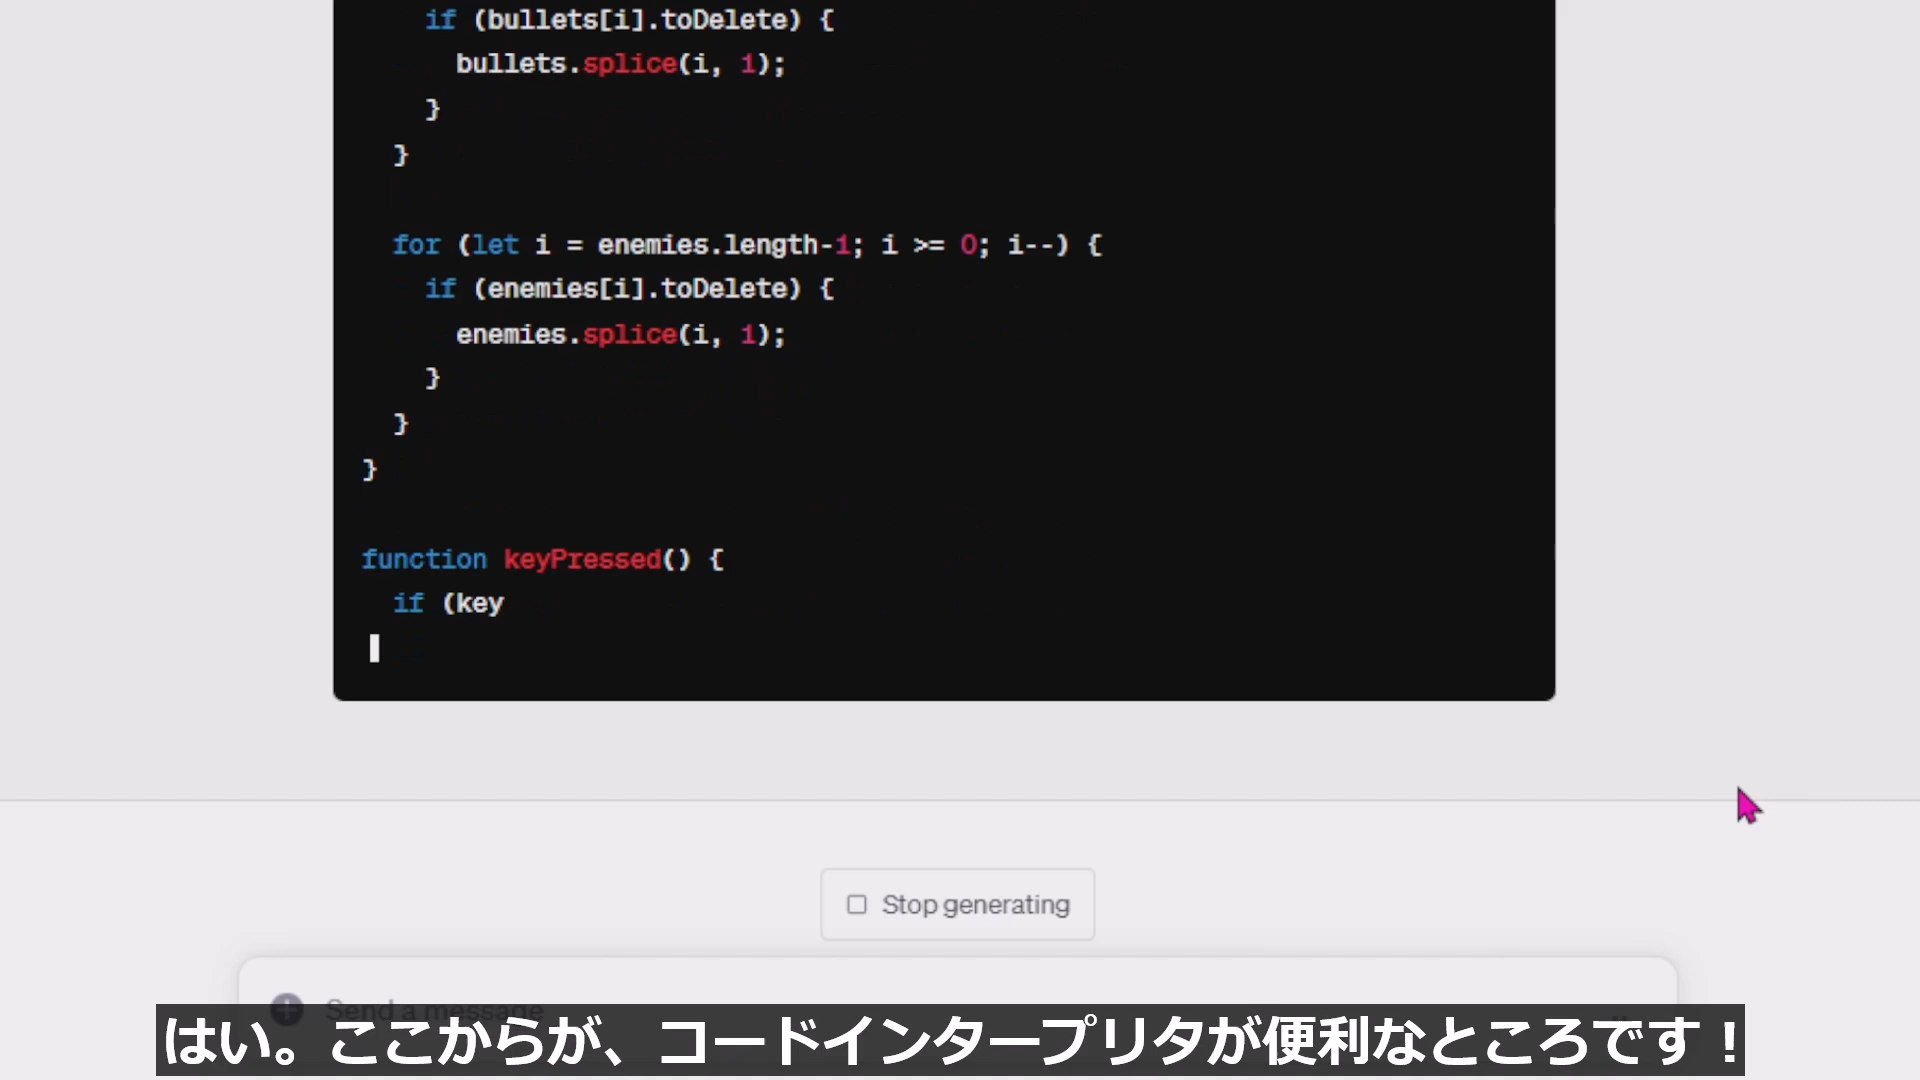 if (bullets[i].toDelete) {
bullets.splice(i, 1);
}
}
for (let i = enemies.length-1; i >= 0; i--) {
if (enemies[i].toDelete) {
enemies.splice(i, 1);
}
}
}
function keyPressed() {
if (key
Stop generating
Send a message
はい。ここからが、コードインタープリタが便利なところです！